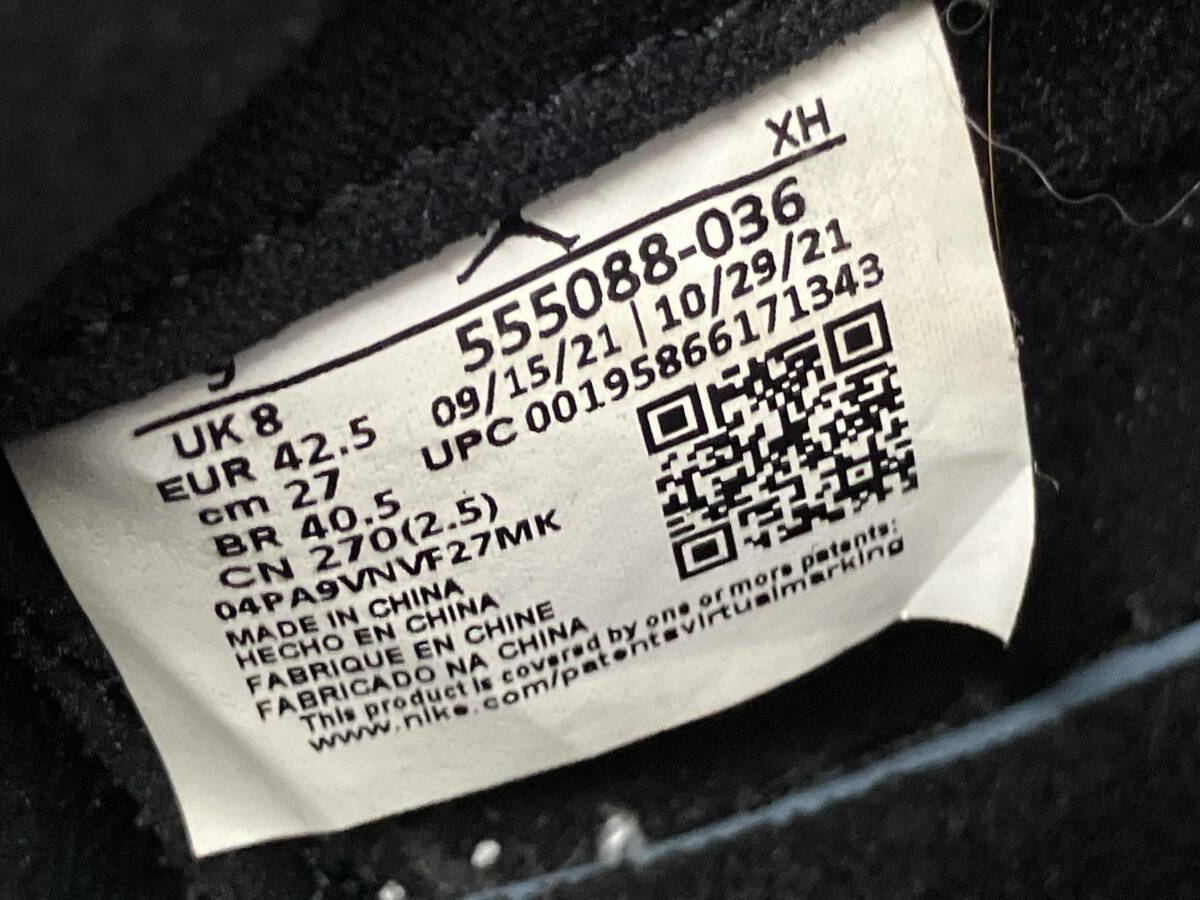 XH
555088-036
09/15/21 | 10/29/21
UPC 00195866171343
UK 8
EUR 42.5
cm 27
BR 40.5
CN 270(2.5)
04PA9VNVF27MK
MADE IN CHINA
HECHO EN CHINA
FABRIQUE EN CHINE
FABRICADO NA CHINA
This product is covered by one or more patents:
www.nike.com/patentsvirtualmarking